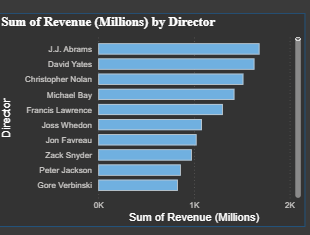 Sum of Revenue (Millions) by Director
Director
J.J. Abrams
David Yates
Christopher Nolan
Michael Bay
Francis Lawrence
Joss Whedon
Jon Favreau
Zack Snyder
Peter Jackson
Gore Verbinski
0K 1K 2K
Sum of Revenue (Millions)